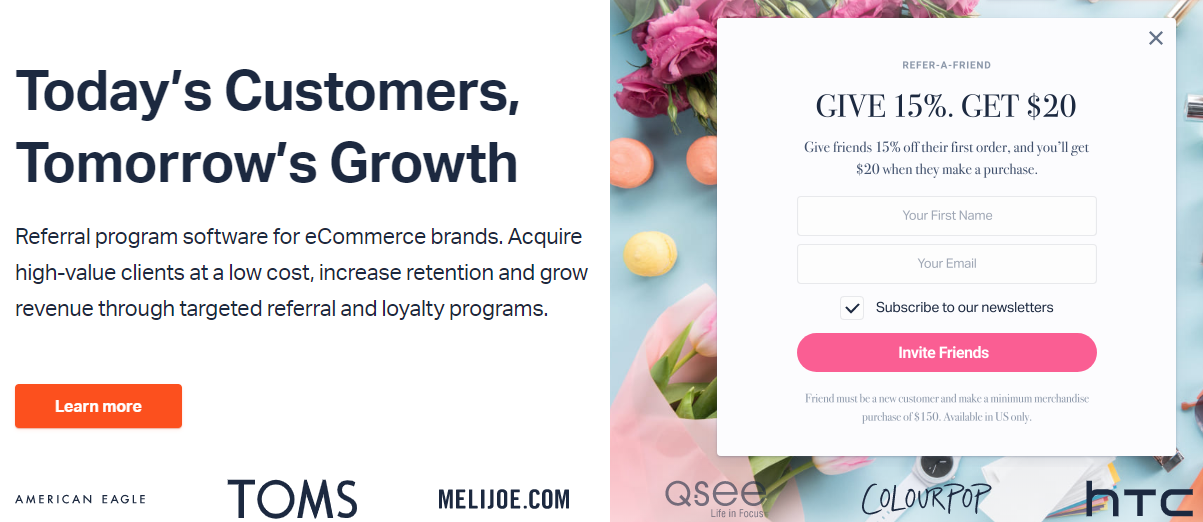 Today’s Customers,
Tomorrow’s Growth
Referral program software for eCommerce brands. Acquire
high-value clients at a low cost, increase retention and grow
revenue through targeted referral and loyalty programs.
Learn more
AMERICAN EAGLE
TOMS
MELIJOE.COM
REFER-A-FRIEND
GIVE 15%. GET $20
Give friends 15% off their first order, and you’ll get
$20 when they make a purchase.
Your First Name
Your Email
Subscribe to our newsletters
Invite Friends
Friend must be a new customer and make a minimum merchandise
purchase of $150. Available in US only.
Qsee
Life in Focus
COLOURPOP
hTC